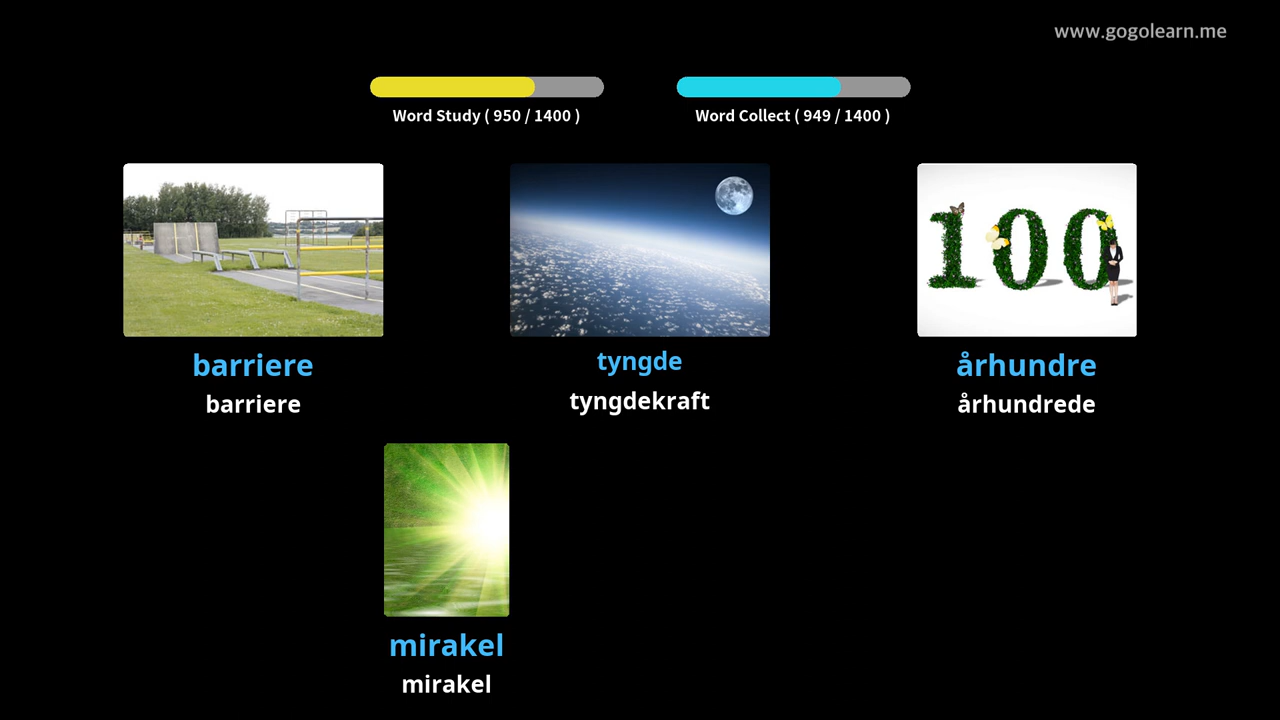 www.gogolearn.me
Word Study ( 950 / 1400 )
Word Collect ( 949 / 1400 )
barriere
barriere
tyngde
tyngdekraft
100
århundre
århundrede
mirakel
mirakel